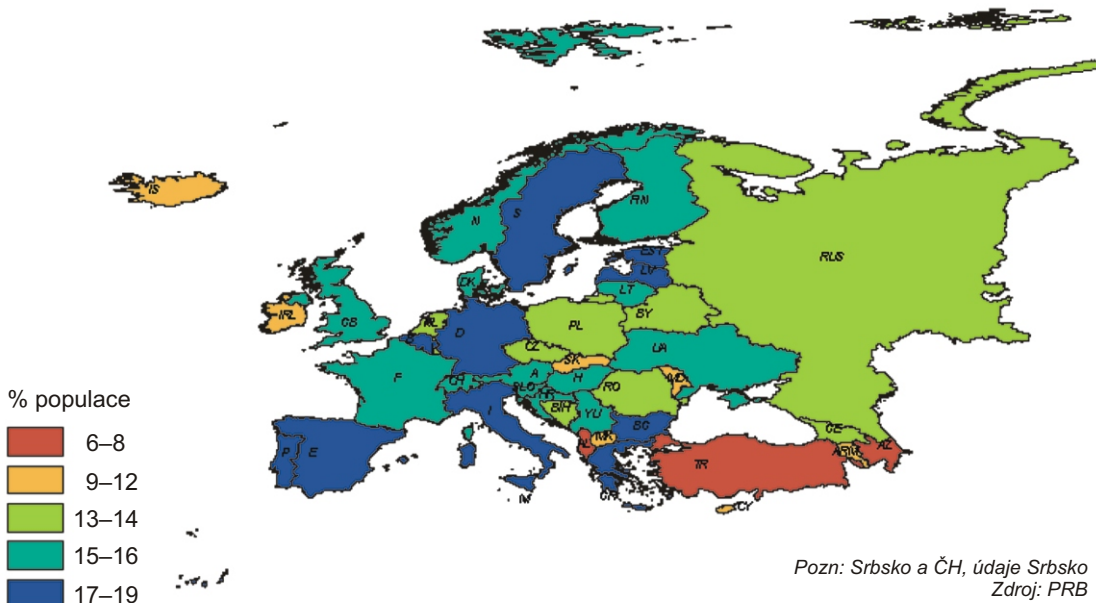 IS
N
S
RUS
EST
LV
DK
LT
IRL
GB
NL
BY
D
PL
B
CZ
UA
SK
F
CH
A
H
MD
RO
SLO
BIH
YU
I
BG
GE
P
E
AL
MK
TR
ARM
AZ
M
GR
CY
% populace
6–8
9–12
13–14
15–16
17–19
Pozn: Srbsko a ČH, údaje Srbsko
Zdroj: PRB